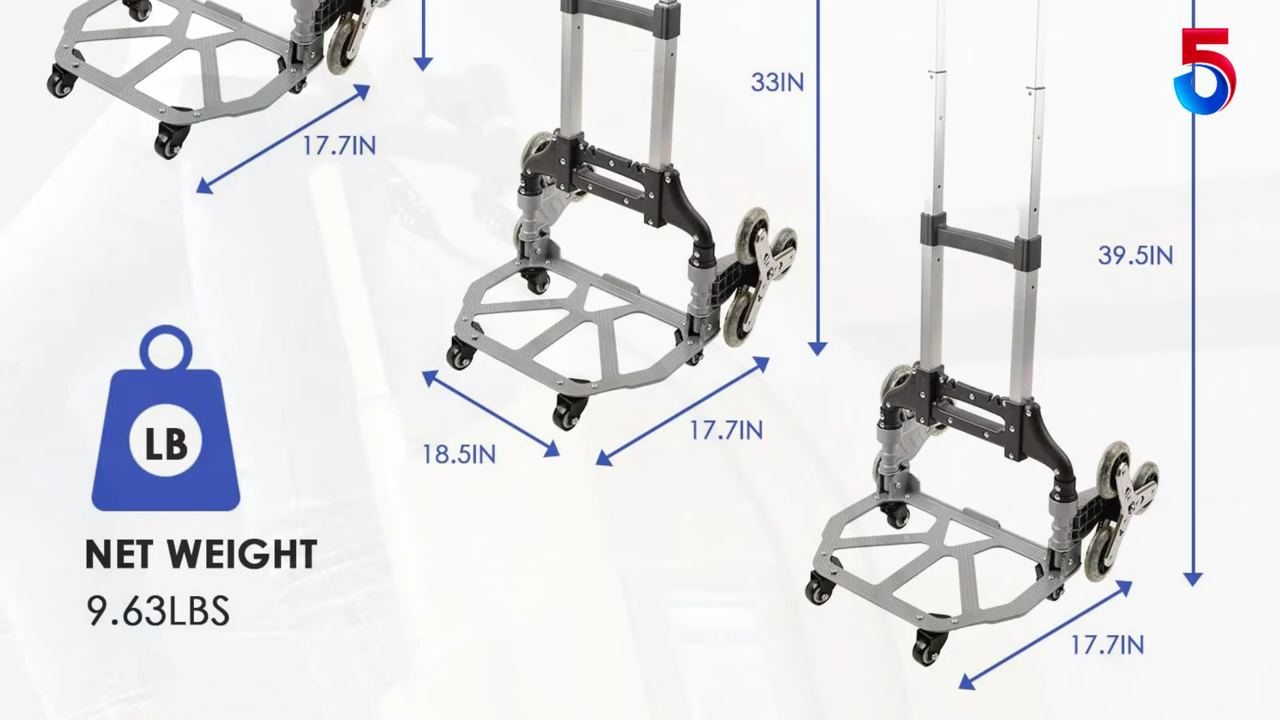 5
33IN
17.7IN
39.5IN
18.5IN
17.7IN
LB
NET WEIGHT
9.63LBS
17.7IN